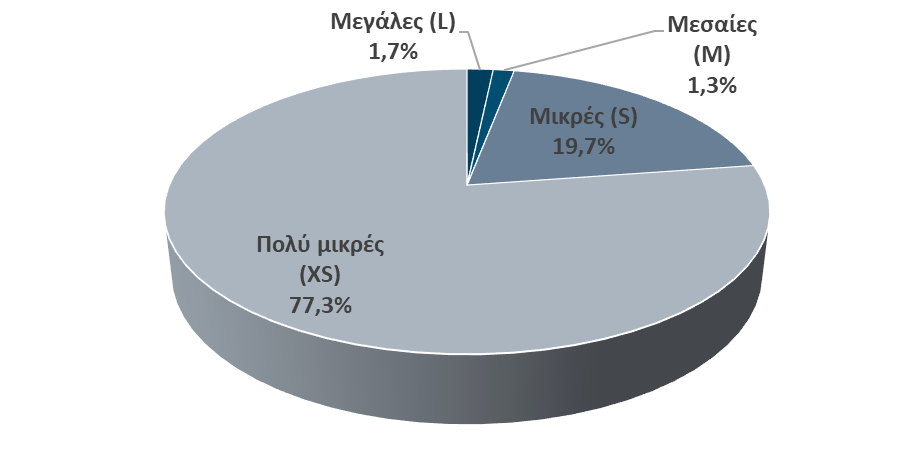 Μεγάλες (L)
1,7%
Μεσαίες
(M)
1,3%
Μικρές (S)
19,7%
Πολύ μικρές
(XS)
77,3%